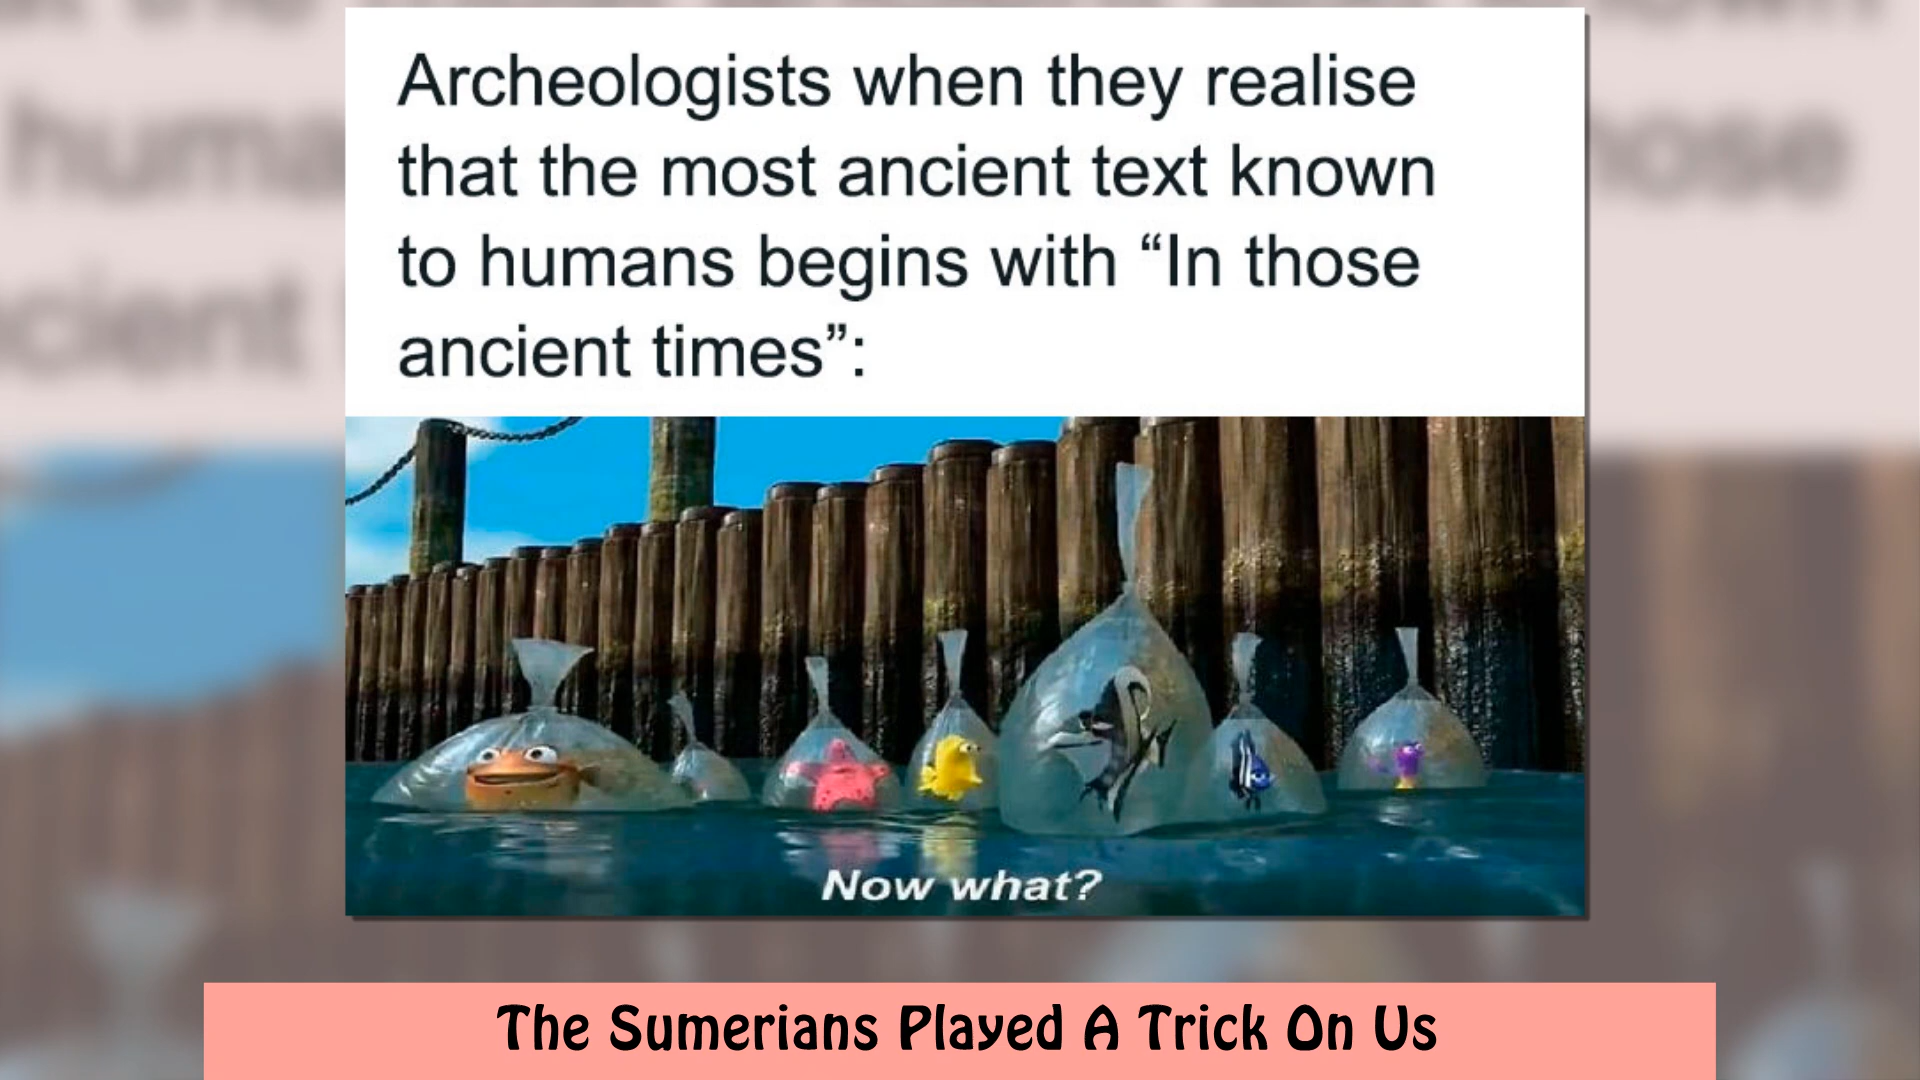 Archeologists when they realise
that the most ancient text known
to humans begins with “In those
ancient times”:
Now what?
The Sumerians Played A Trick On Us